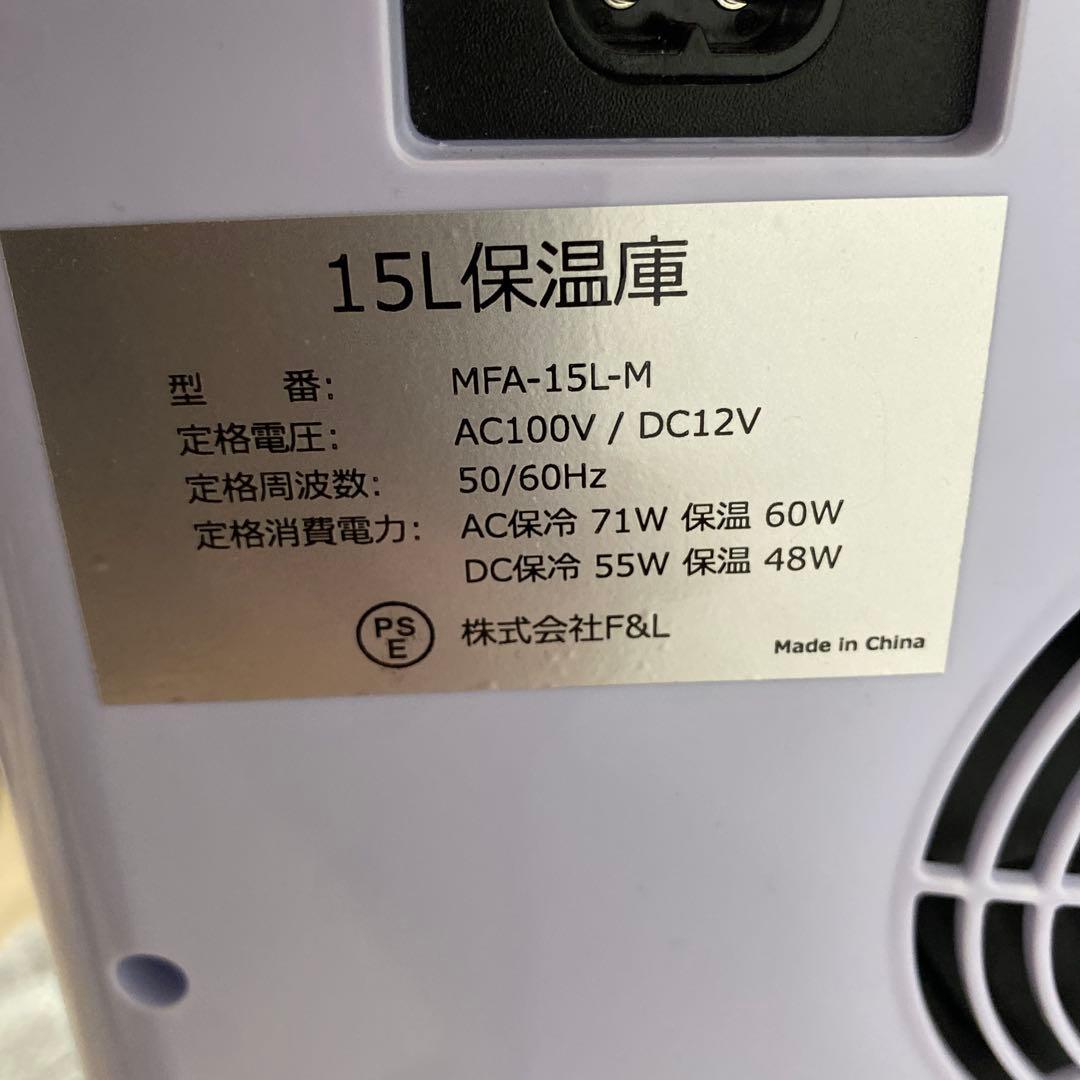 15L保温庫
型　　番: MFA-15L-M
定格電圧: AC100V / DC12V
定格周波数: 50/60Hz
定格消費電力: AC保冷 71W 保温 60W
DC保冷 55W 保温 48W
PSE 株式会社F&L
Made in China